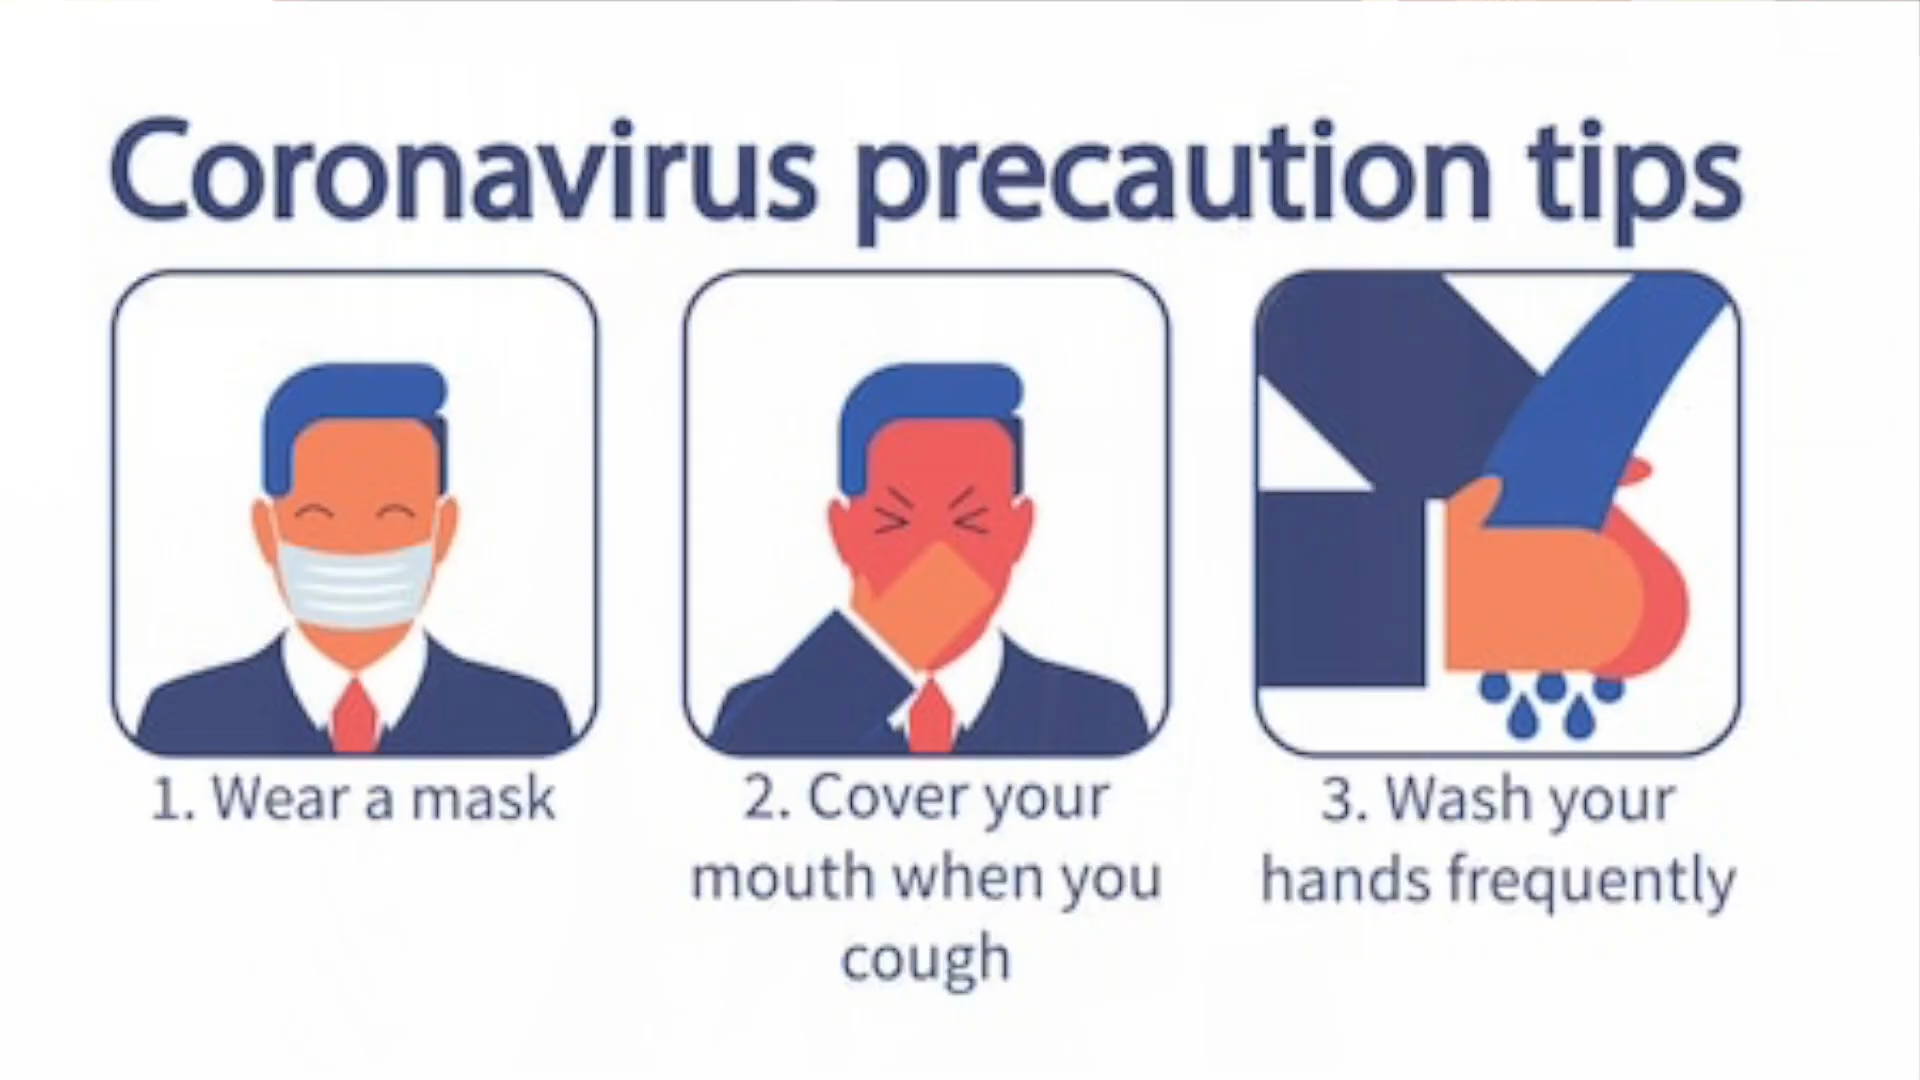 Coronavirus precaution tips
1. Wear a mask
2. Cover your
mouth when you
cough
3. Wash your
hands frequently